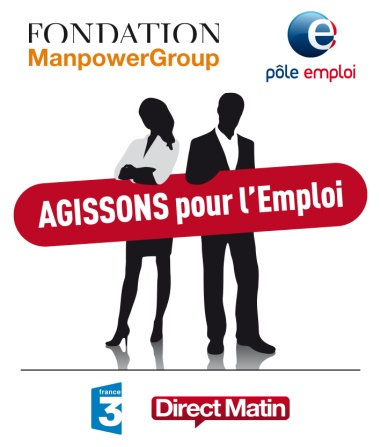 FONDATION
ManpowerGroup
e
pôle emploi
AGISSONS pour l'Emploi
france
3
Direct Matin